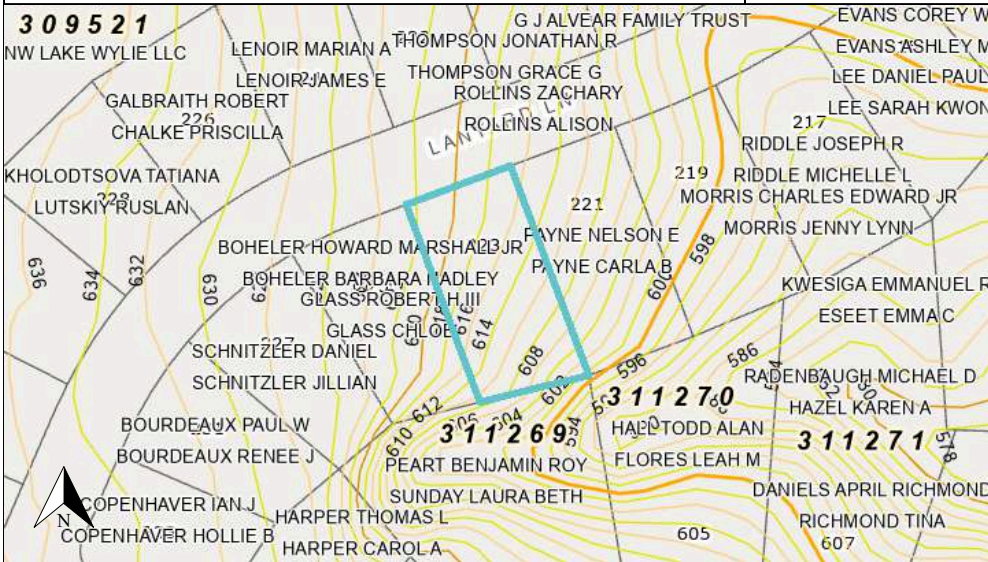 309521
G J ALVEAR FAMILY TRUST
EVANS COREY W
NW LAKE WYLIE LLC
LENOIR MARIAN A
THOMPSON JONATHAN R
EVANS ASHLEY M
LENOIR JAMES E
THOMPSON GRACE G
LEE DANIEL PAUL
GALBRAITH ROBERT
ROLLINS ZACHARY
LEE SARAH KWON
226
CHALKE PRISCILLA
ROLLINS ALISON
217
RIDDLE JOSEPH R
KHOLODTSOVA TATIANA
219
RIDDLE MICHELLE L
LUTSKIY RUSLAN
221
MORRIS CHARLES EDWARD JR
MORRIS JENNY LYNN
BOHELER HOWARD MARSHALL JR
PAYNE NELSON E
598
636
634
632
630
BOHELER BARBARA HADLEY
PAYNE CARLA B
600
KWESIGA EMMANUEL R
GLASS ROBERT H III
616
614
ESEET EMMA C
GLASS CHLOE
SCHNITZLER DANIEL
608
596
586
SCHNITZLER JILLIAN
602
RADENBAUGH MICHAEL D
311270
612
HAZEL KAREN A
BOURDEAUX PAUL W
610
604
311269
HALL TODD ALAN
311271
578
BOURDEAUX RENEE J
PEART BENJAMIN ROY
FLORES LEAH M
COPENHAVER IAN J
SUNDAY LAURA BETH
DANIELS APRIL RICHMOND
N
HARPER THOMAS L
RICHMOND TINA
COPENHAVER HOLLIE B
605
607
HARPER CAROL A